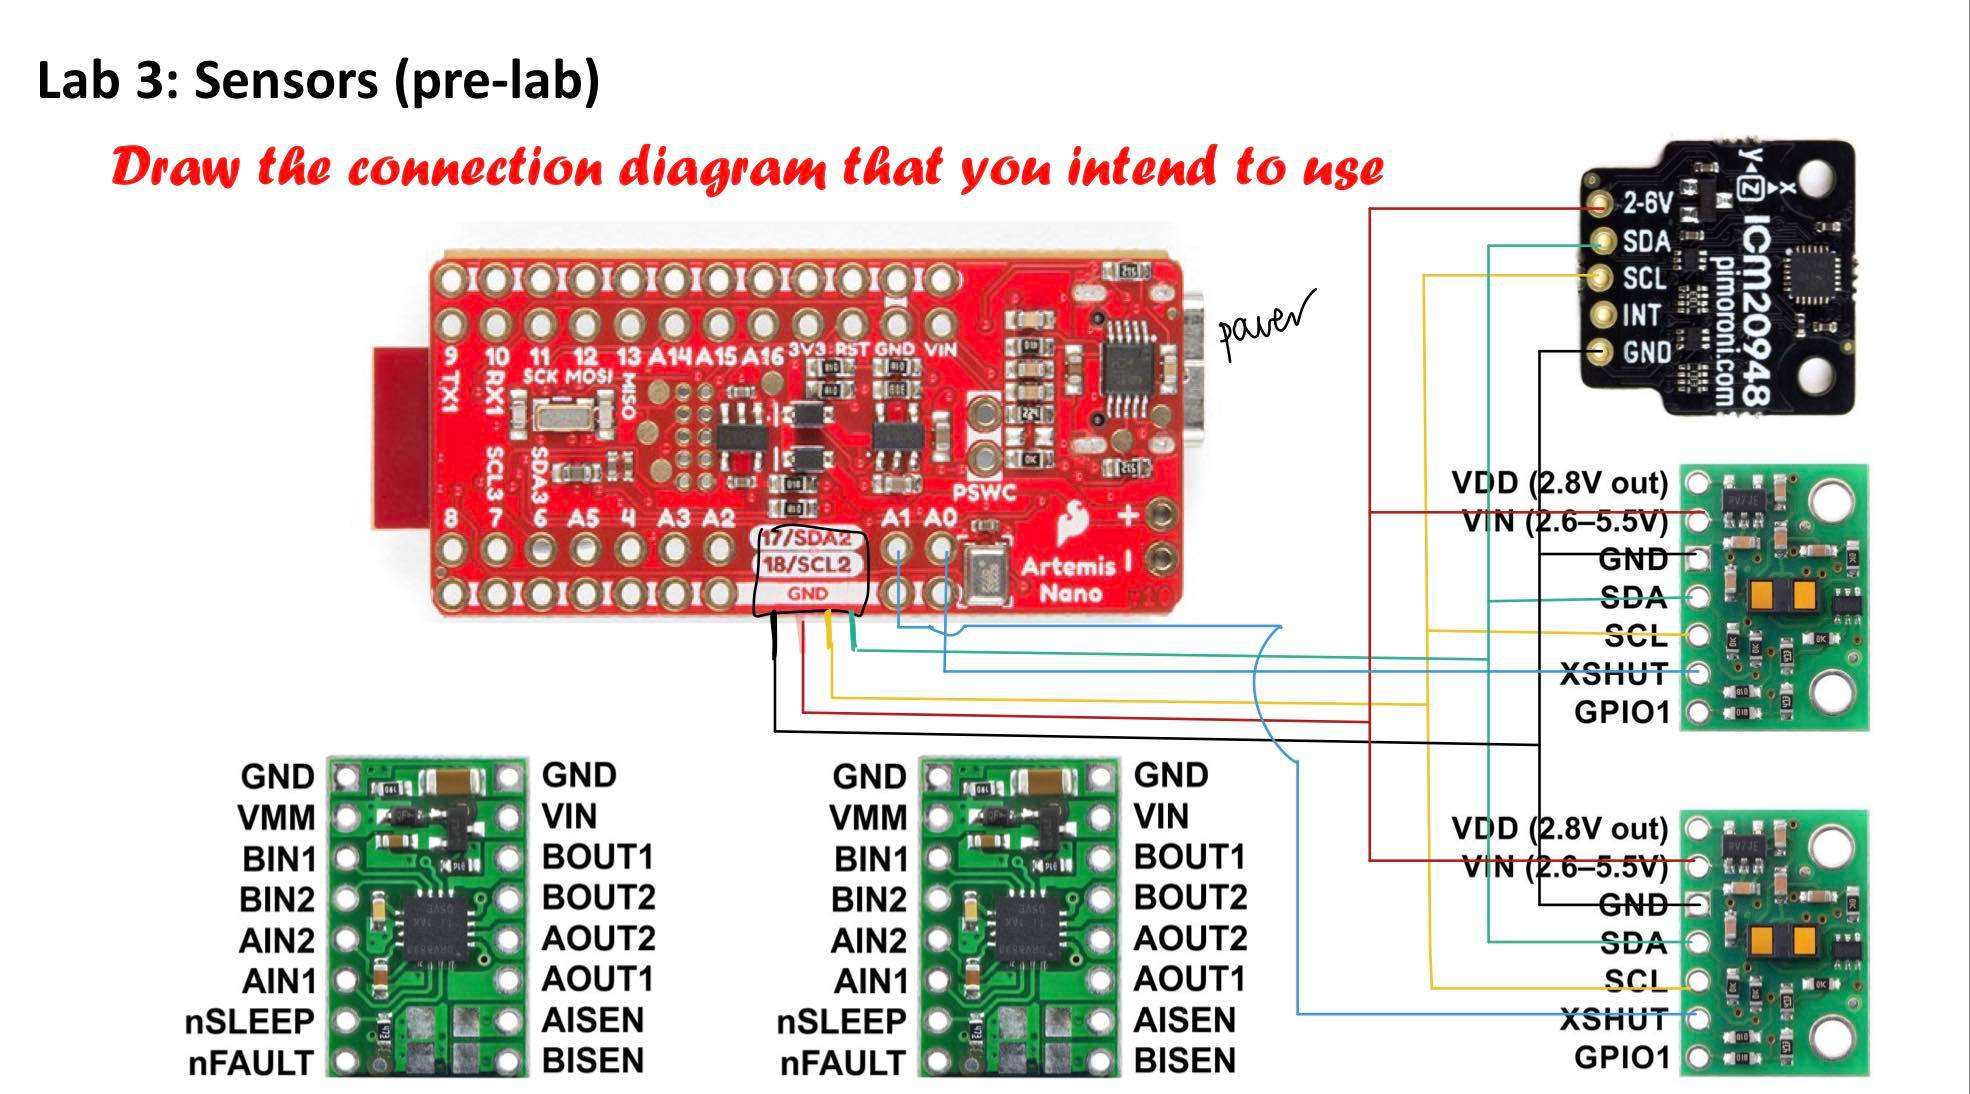 Lab 3: Sensors (pre-lab)
Draw the connection diagram that you intend to use
9 10 11 12 13 A14 A15 A16 3V3 RST GND VIN
TX1 RX1 SCK MOSI MISO
SCL3 SDA3
PSWC
8 7 6 A5 4 A3 A2 A1 A0
17/SDA2
18/SCL2
GND
+
Artemis
Nano
power
2-6V
SDA
SCL
INT
GND
Y Z X
ICM20948
pimoroni.com
VDD (2.8V out)
VIN (2.6–5.5V)
GND
SDA
SCL
XSHUT
GPIO1
VDD (2.8V out)
VIN (2.6–5.5V)
GND
SDA
SCL
XSHUT
GPIO1
GND GND
VMM VIN
BIN1 BOUT1
BIN2 BOUT2
AIN2 AOUT2
AIN1 AOUT1
nSLEEP AISEN
nFAULT BISEN
GND GND
VMM VIN
BIN1 BOUT1
BIN2 BOUT2
AIN2 AOUT2
AIN1 AOUT1
nSLEEP AISEN
nFAULT BISEN